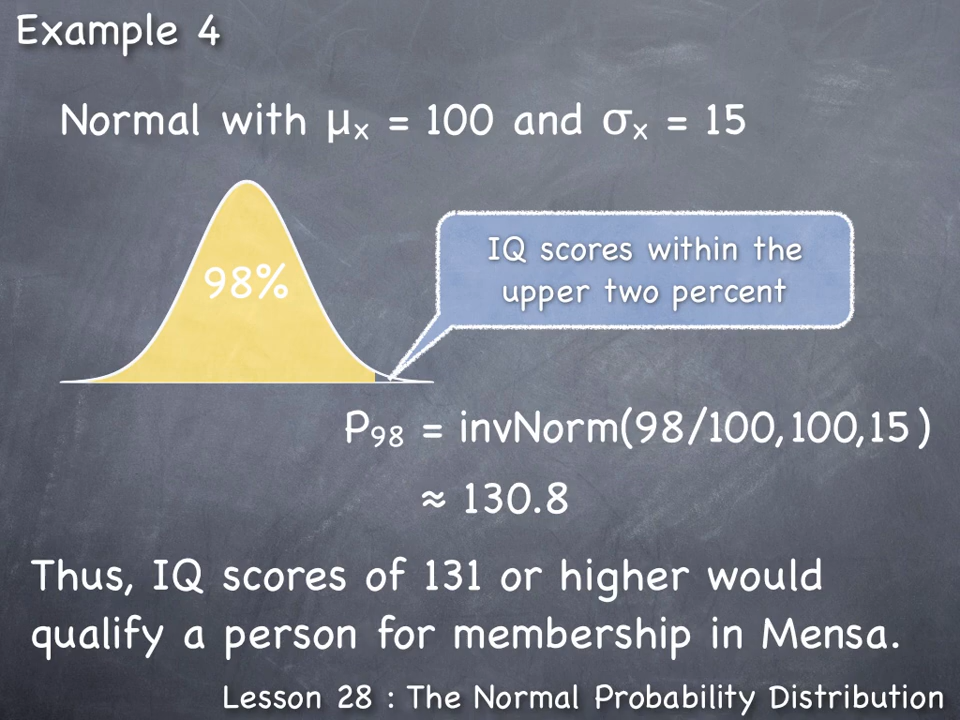 Example 4
Normal with μx = 100 and σx = 15
98%
IQ scores within the
upper two percent
P98 = invNorm(98/100,100,15)
≈ 130.8
Thus, IQ scores of 131 or higher would
qualify a person for membership in Mensa.
Lesson 28 : The Normal Probability Distribution